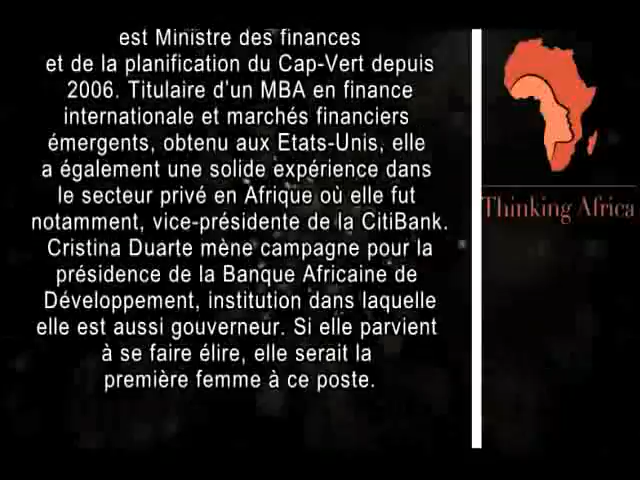 est Ministre des finances
et de la planification du Cap-Vert depuis
2006. Titulaire d'un MBA en finance
internationale et marchés financiers
émergents, obtenu aux Etats-Unis, elle
a également une solide expérience dans
le secteur privé en Afrique où elle fut
notamment, vice-présidente de la CitiBank.
Cristina Duarte mène campagne pour la
présidence de la Banque Africaine de
Développement, institution dans laquelle
elle est aussi gouverneur. Si elle parvient
à se faire élire, elle serait la
première femme à ce poste.
Thinking Africa